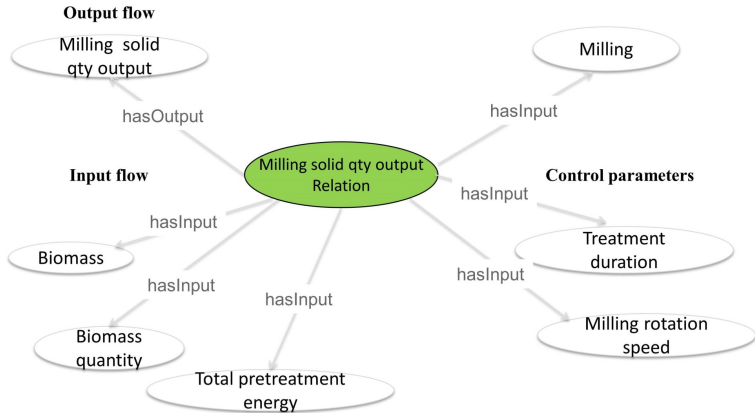 Output flow
Milling solid
qty output
Milling
hasOutput
hasInput
Milling solid qty output
Relation
Input flow
Control parameters
hasInput
hasInput
Biomass
Treatment
duration
hasInput
hasInput
hasInput
Biomass
quantity
Milling rotation
speed
Total pretreatment
energy